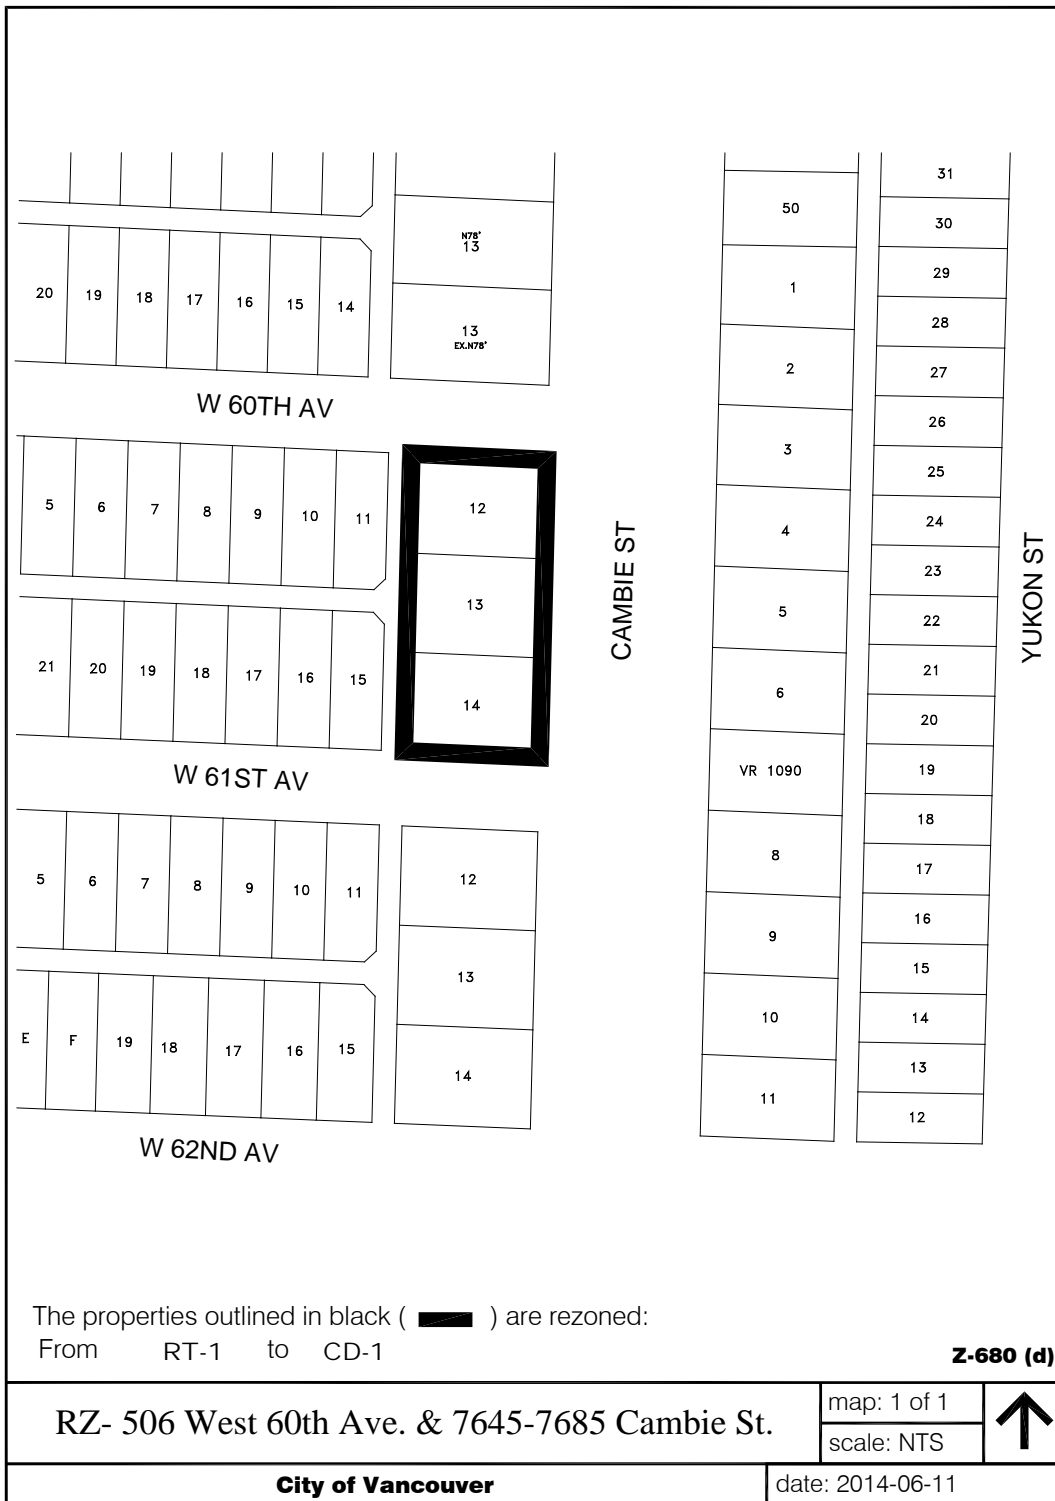 31
50
30
N78'
13
29
1
20 19 18 17 16 15 14
28
13
EX.N78'
2
27
W 60TH AV
26
3
25
5 6 7 8 9 10 11
12
24
4
CAMBIE ST
YUKON ST
23
13
5
22
21 20 19 18 17 16 15
21
6
14
20
W 61ST AV
VR 1090
19
18
5 6 7 8 9 10 11
12
8
17
16
9
13
15
E F 19 18 17 16 15
10
14
14
13
11
12
W 62ND AV
The properties outlined in black ( ) are rezoned:
From RT-1 to CD-1
Z-680 (d)
RZ- 506 West 60th Ave. & 7645-7685 Cambie St.
map: 1 of 1
scale: NTS
City of Vancouver
date: 2014-06-11